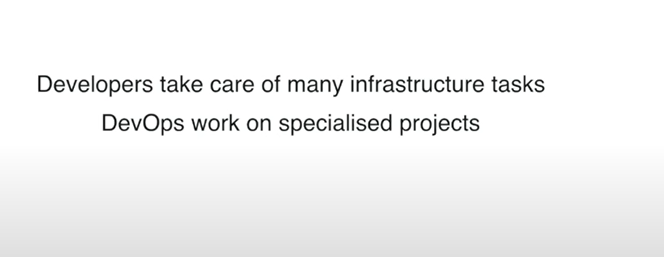 Developers take care of many infrastructure tasks
DevOps work on specialised projects